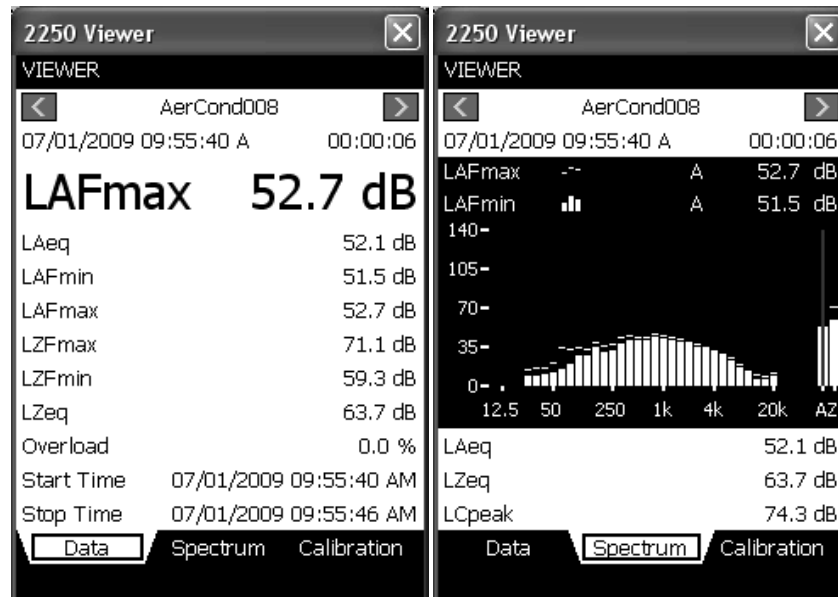 2250 Viewer
VIEWER
AerCond008
07/01/2009 09:55:40 A 00:00:06
LAFmax 52.7 dB
LAeq 52.1 dB
LAFmin 51.5 dB
LAFmax 52.7 dB
LZFmax 71.1 dB
LZFmin 59.3 dB
LZeq 63.7 dB
Overload 0.0 %
Start Time 07/01/2009 09:55:40 AM
Stop Time 07/01/2009 09:55:46 AM
Data Spectrum Calibration
2250 Viewer
VIEWER
AerCond008
07/01/2009 09:55:40 A 00:00:06
LAFmax A 52.7 dB
LAFmin A 51.5 dB
140
105
70
35
0
12.5 50 250 1k 4k 20k AZ
LAeq 52.1 dB
LZeq 63.7 dB
LCpeak 74.3 dB
Data Spectrum Calibration